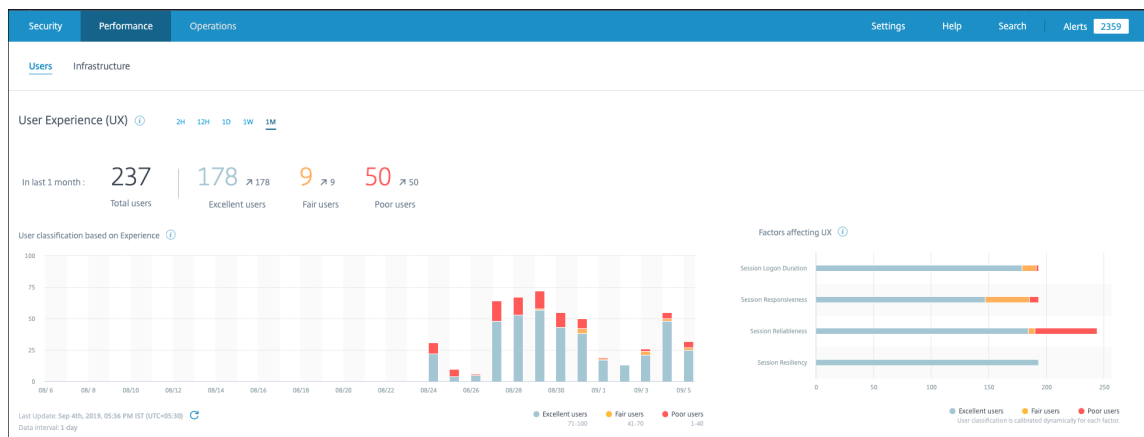 Security Performance Operations Settings Help Search Alerts 2359
Users Infrastructure
User Experience (UX) i 2H 12H 1D 1W 1M
In last 1 month : 237 178 178 9 9 50 50
Total users Excellent users Fair users Poor users
User classification based on Experience i
100
75
50
25
0
08/ 6 08/ 8 08/10 08/12 08/14 08/16 08/18 08/20 08/22 08/24 08/26 08/28 08/30 09/ 1 09/ 3 09/ 5
Last Update: Sep 4th, 2019, 05:36 PM IST (UTC+05:30)
Data interval: 1 day
Excellent users Fair users Poor users
71-100 41-70 1-40
Factors affecting UX i
Session Logon Duration
Session Responsiveness
Session Reliableness
Session Resiliency
0 50 100 150 200 250
Excellent users Fair users Poor users
User classification is calibrated dynamically for each factor.